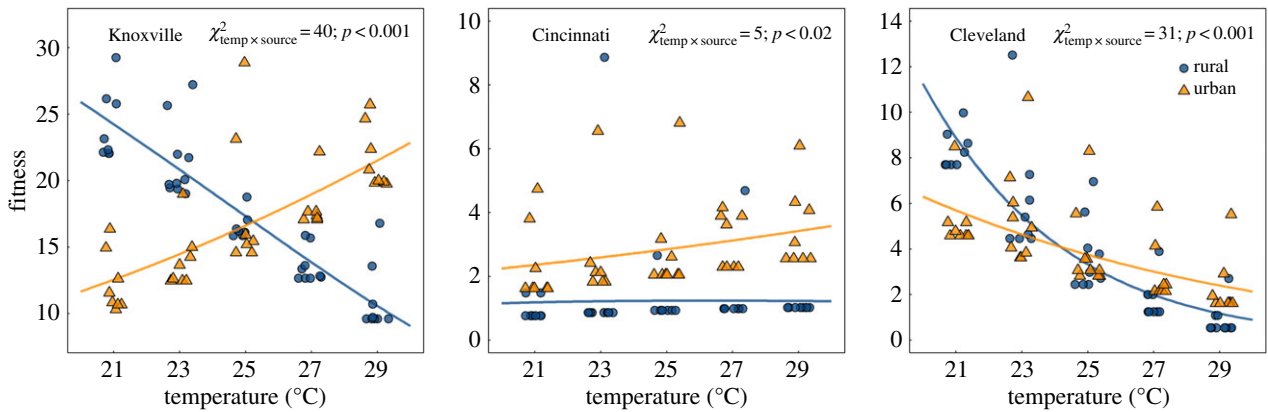 Knoxville
χ²temp × source = 40; p < 0.001
30
25
20
15
10
fitness
21 23 25 27 29
temperature (°C)
Cincinnati
χ²temp × source = 5; p < 0.02
10
8
6
4
2
0
21 23 25 27 29
temperature (°C)
Cleveland
χ²temp × source = 31; p < 0.001
rural
urban
12
10
8
6
4
2
0
21 23 25 27 29
temperature (°C)